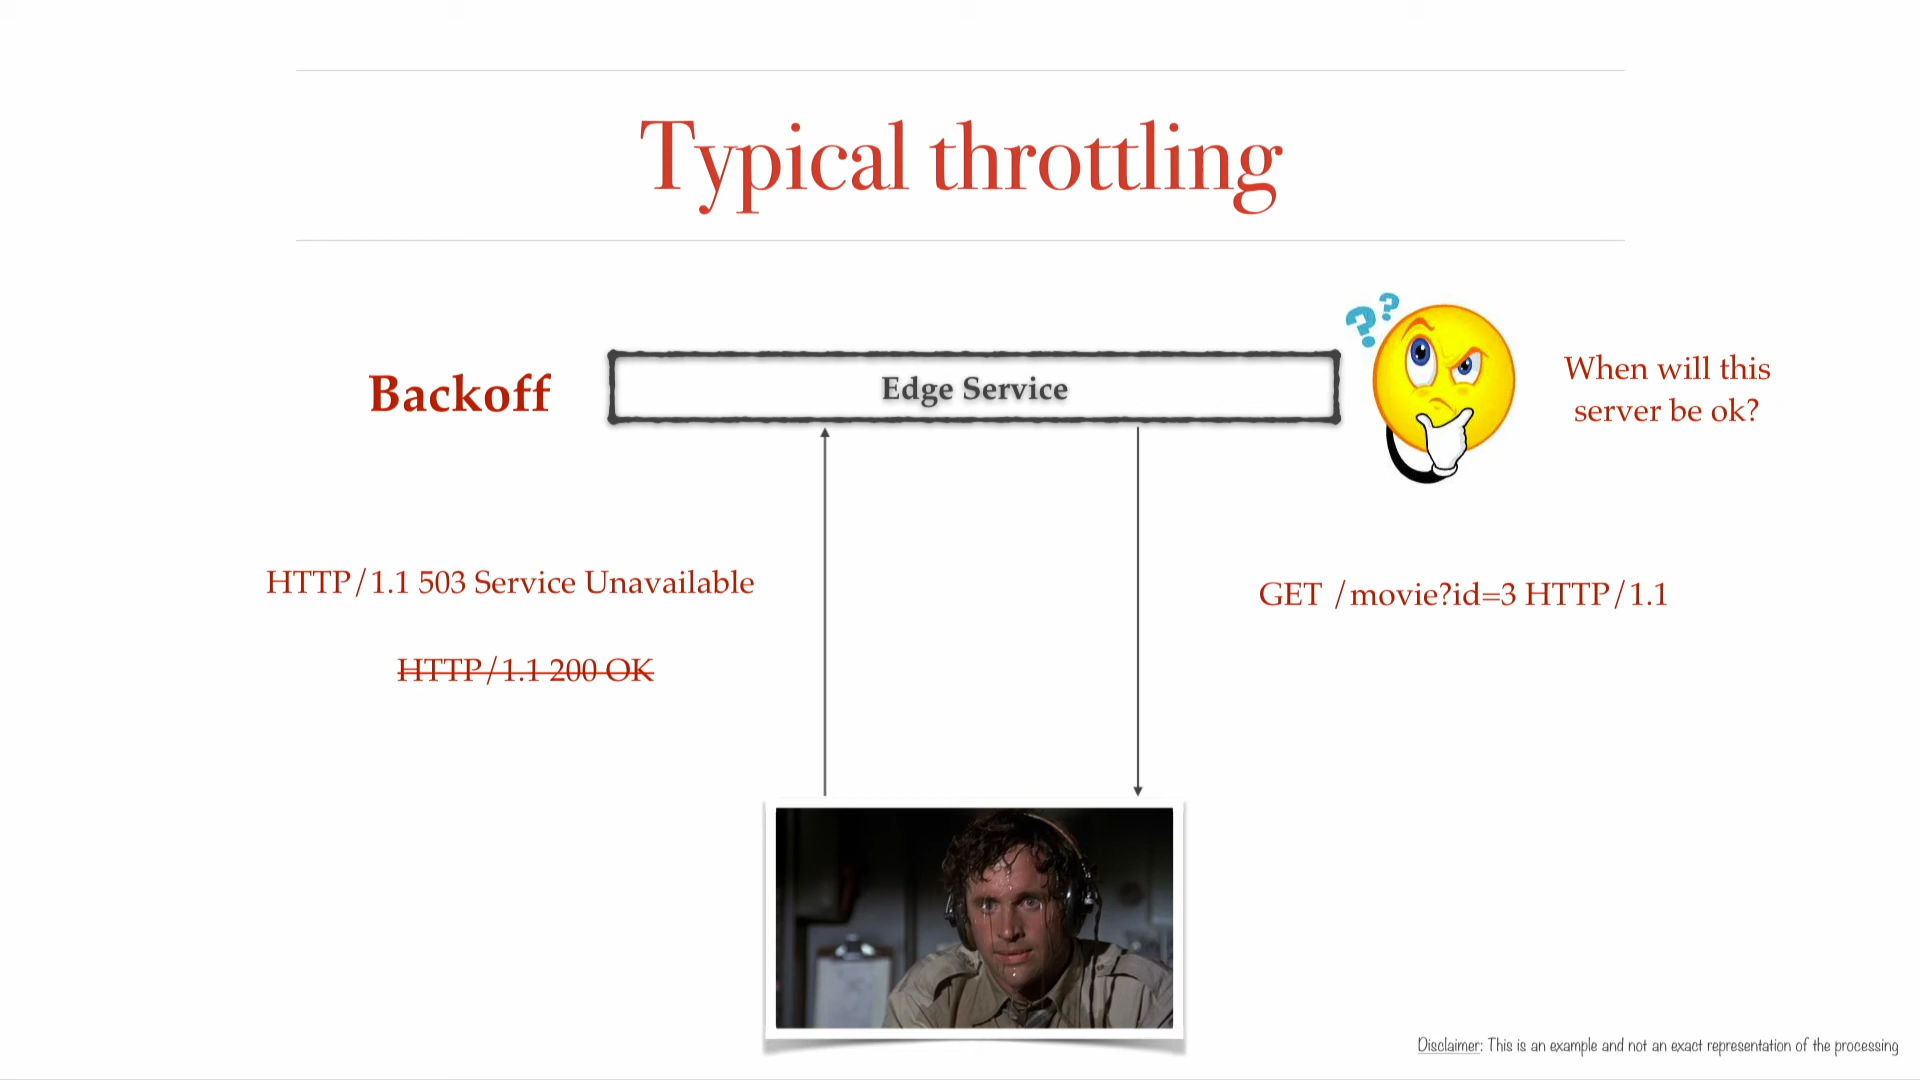 Typical throttling
Backoff
Edge Service
??
When will this
server be ok?
HTTP/1.1 503 Service Unavailable
GET /movie?id=3 HTTP/1.1
HTTP/1.1 200 OK
Disclaimer: This is an example and not an exact representation of the processing